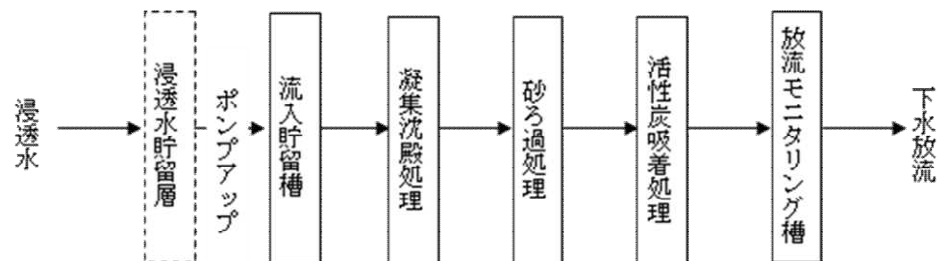 浸透水
浸透水貯留層
ポンプアップ
流入貯留槽
凝集沈殿処理
砂ろ過処理
活性炭吸着処理
放流モニタリング槽
下水放流